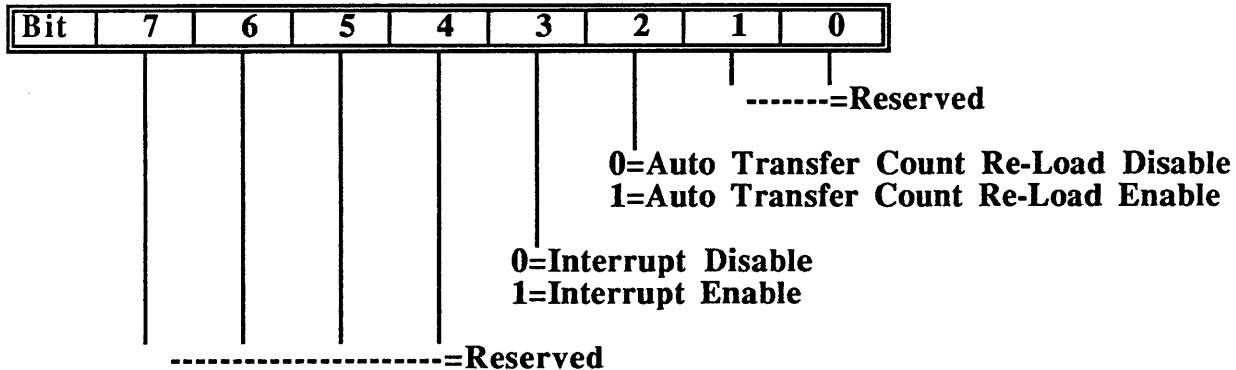 Bit 7 6 5 4 3 2 1 0
-------=Reserved
0=Auto Transfer Count Re-Load Disable
1=Auto Transfer Count Re-Load Enable
0=Interrupt Disable
1=Interrupt Enable
--------------------=Reserved